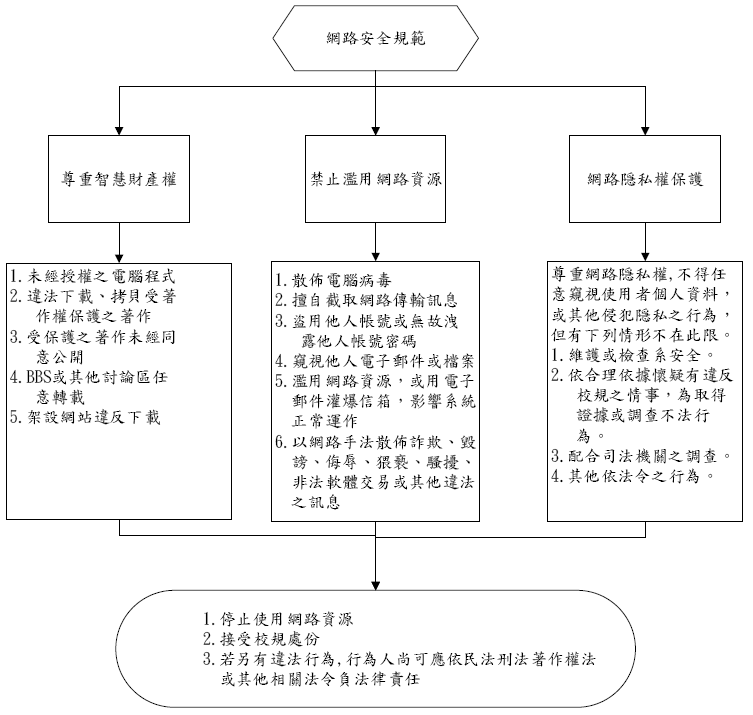 網路安全規範
尊重智慧財產權
禁止濫用網路資源
網路隱私權保護
1.未經授權之電腦程式
2.違法下載、拷貝受著
作權保護之著作
3.受保護之著作未經同
意公開
4.BBS或其他討論區任
意轉載
5.架設網站違反下載
1.散佈電腦病毒
2.擅自截取網路傳輸訊息
3.盜用他人帳號或無故洩
露他人帳號密碼
4.窺視他人電子郵件或檔案
5.濫用網路資源，或用電子
郵件灌爆信箱，影響系統
正常運作
6.以網路手法散佈詐欺、毀
謗、侮辱、猥褻、騷擾、
非法軟體交易或其他違法
之訊息
尊重網路隱私權,不得任
意窺視使用者個人資料，
或其他侵犯隱私之行為，
但有下列情形不在此限。
1.維護或檢查系安全。
2.依合理依據懷疑有違反
校規之情事，為取得
證據或調查不法行
為。
3.配合司法機關之調查。
4.其他依法令之行為。
1.停止使用網路資源
2.接受校規處份
3.若另有違法行為,行為人尚可應依民法刑法著作權法
或其他相關法令負法律責任